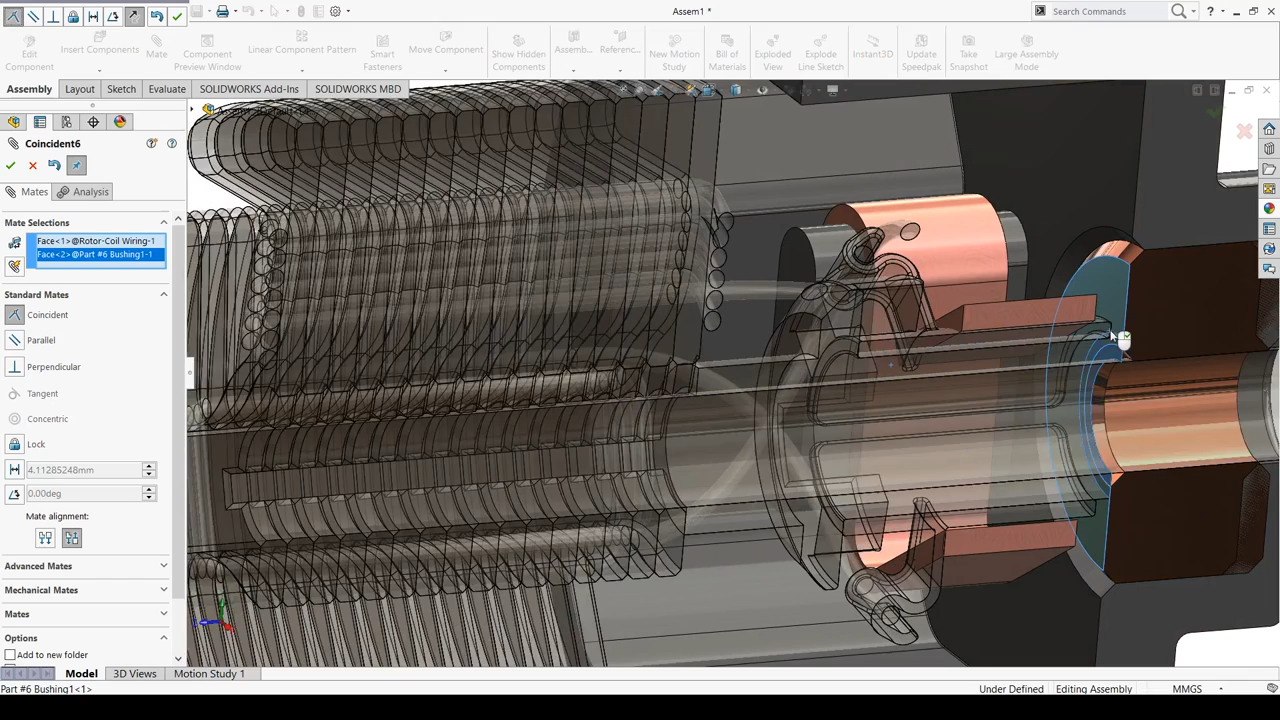 Assem1 *
Search Commands
Edit Component
Insert Components
Mate
Component Preview Window
Linear Component Pattern
Smart Fasteners
Move Component
Show Hidden Components
Assemb...
Referenc...
New Motion Study
Bill of Materials
Exploded View
Explode Line Sketch
Instant3D
Update Speedpak
Take Snapshot
Large Assembly Mode
Assembly
Layout
Sketch
Evaluate
SOLIDWORKS Add-Ins
SOLIDWORKS MBD
Coincident6
Mates
Analysis
Mate Selections
Face<1>@Rotor-Coil Wiring-1
Face<2>@Part #6 Bushing1-1
Standard Mates
Coincident
Parallel
Perpendicular
Tangent
Concentric
Lock
4.11285248mm
0.00deg
Mate alignment:
Advanced Mates
Mechanical Mates
Mates
Options
Add to new folder
Model
3D Views
Motion Study 1
Part #6 Bushing1<1>
Under Defined
Editing Assembly
MMGS